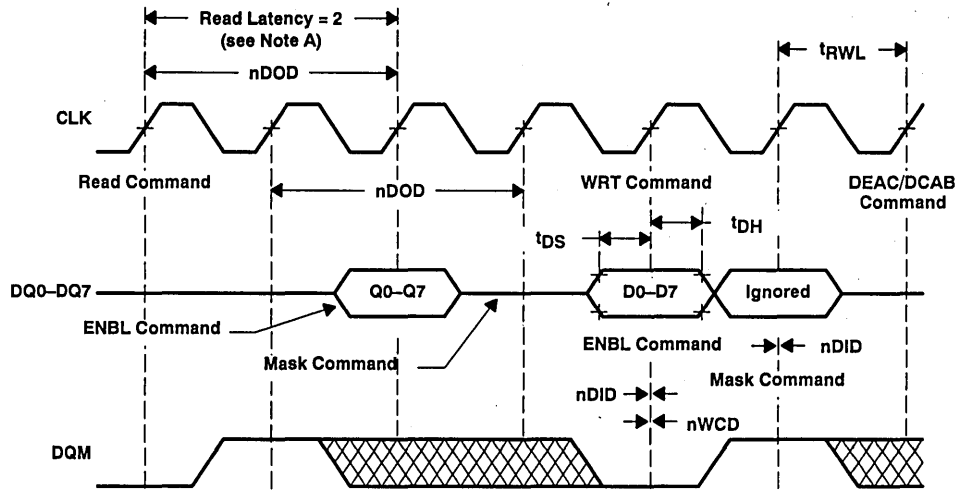 Read Latency = 2
(see Note A)
tRWL
nDOD
CLK
Read Command
nDOD
WRT Command
DEAC/DCAB
Command
tDS
tDH
DQ0–DQ7
Q0–Q7
D0–D7
Ignored
ENBL Command
Mask Command
ENBL Command
nDID
Mask Command
nDID
nWCD
DQM